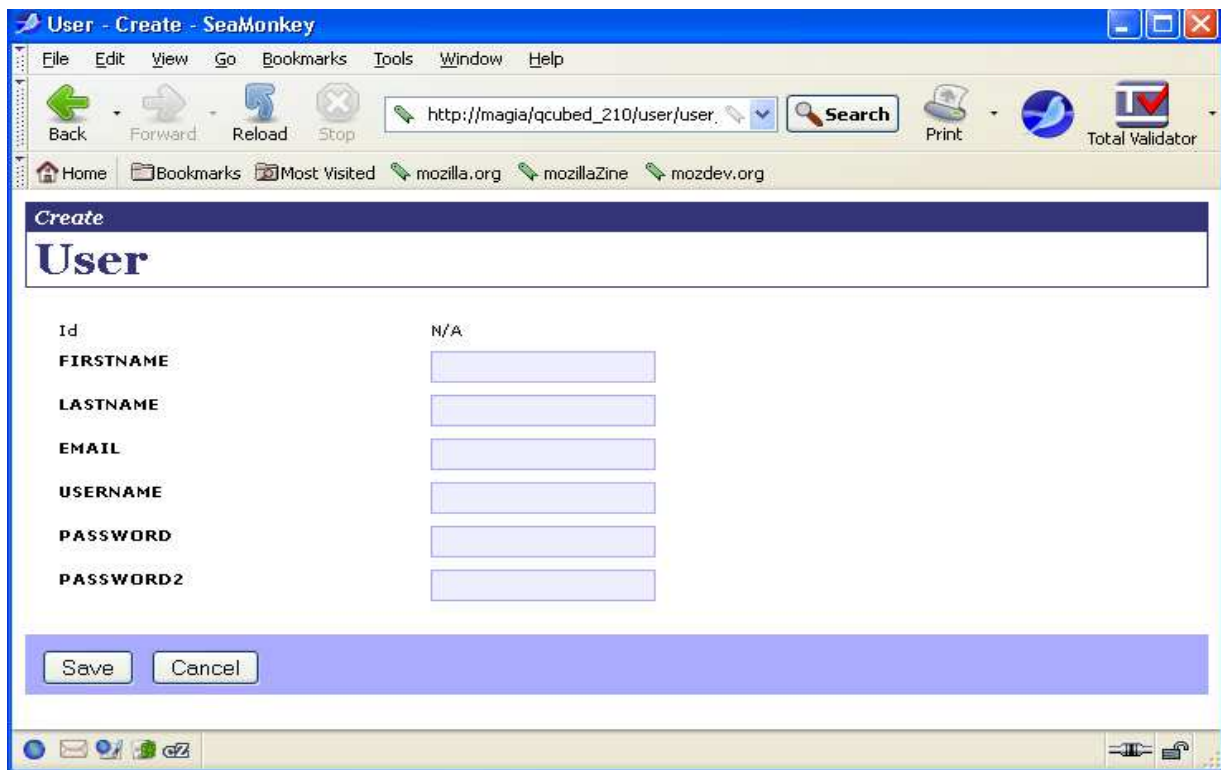 User - Create - SeaMonkey
File Edit View Go Bookmarks Tools Window Help
Back Forward Reload Stop http://magia/qcubed_210/user/user_ Search Print Total Validator
Home Bookmarks Most Visited mozilla.org mozillaZine mozdev.org
Create
User
Id N/A
FIRSTNAME
LASTNAME
EMAIL
USERNAME
PASSWORD
PASSWORD2
Save Cancel
cZ